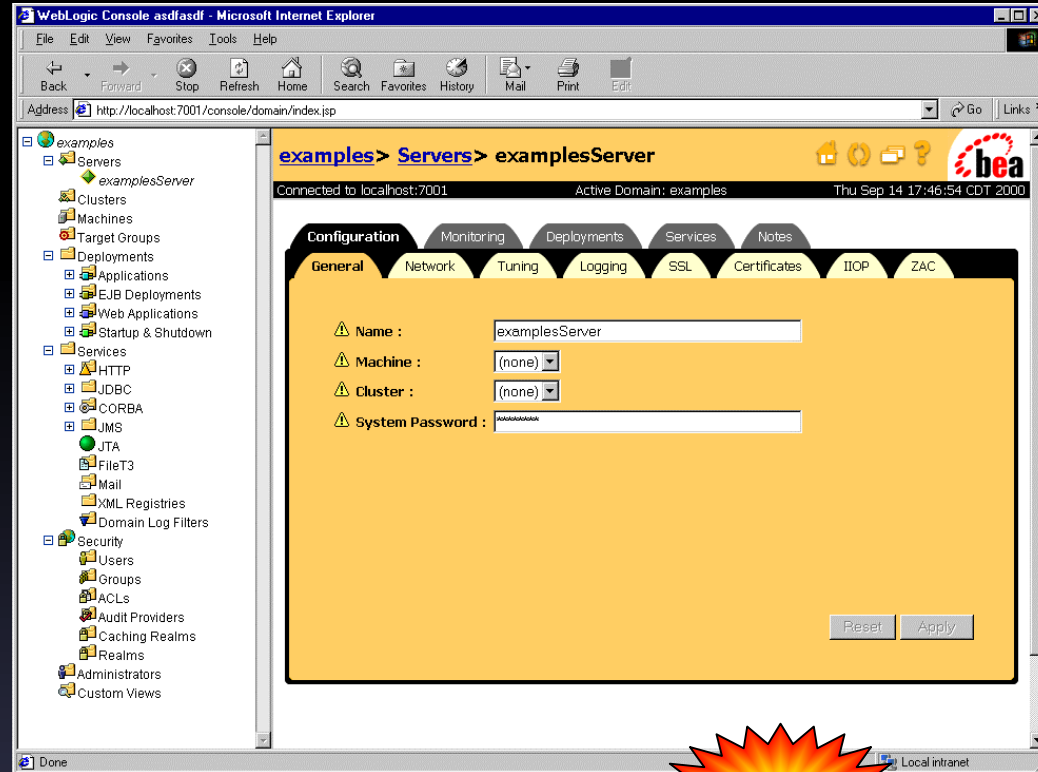 WebLogic Console asdfasdf - Microsoft Internet Explorer
File Edit View Favorites Tools Help
Back Forward Stop Refresh Home Search Favorites History Mail Print Edit
Address http://localhost:7001/console/domain/index.jsp Go Links
examples
Servers
examplesServer
Clusters
Machines
Target Groups
Deployments
Applications
EJB Deployments
Web Applications
Startup & Shutdown
Services
HTTP
JDBC
CORBA
JMS
JTA
FileT3
Mail
XML Registries
Domain Log Filters
Security
Users
Groups
ACLs
Audit Providers
Caching Realms
Realms
Administrators
Custom Views
examples> Servers> examplesServer
bea
Connected to localhost:7001 Active Domain: examples Thu Sep 14 17:46:54 CDT 2000
Configuration Monitoring Deployments Services Notes
General Network Tuning Logging SSL Certificates IIOP ZAC
Name : examplesServer
Machine : (none)
Cluster : (none)
System Password : ********
Reset Apply
Done Local intranet